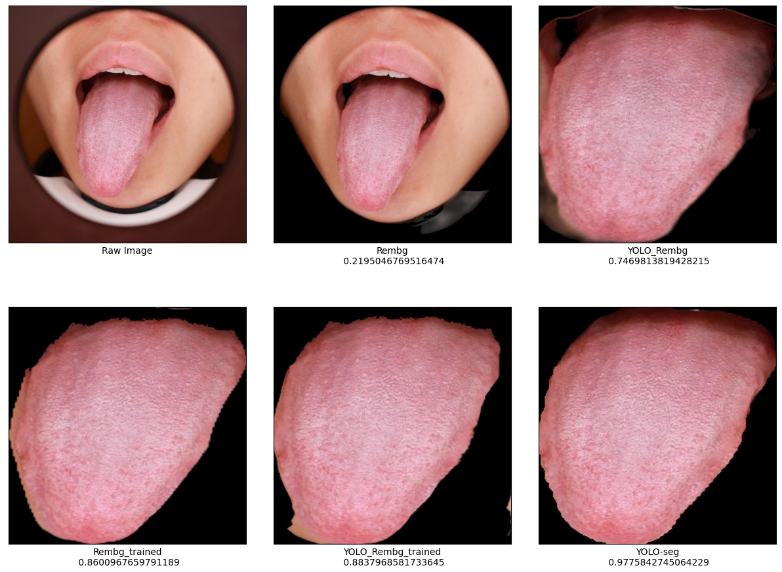 Raw Image
Rembg
0.2195046769516474
YOLO_Rembg
0.7469813819428215
Rembg_trained
0.8600967659791189
YOLO_Rembg_trained
0.8837968581733645
YOLO-seg
0.9775842745064229